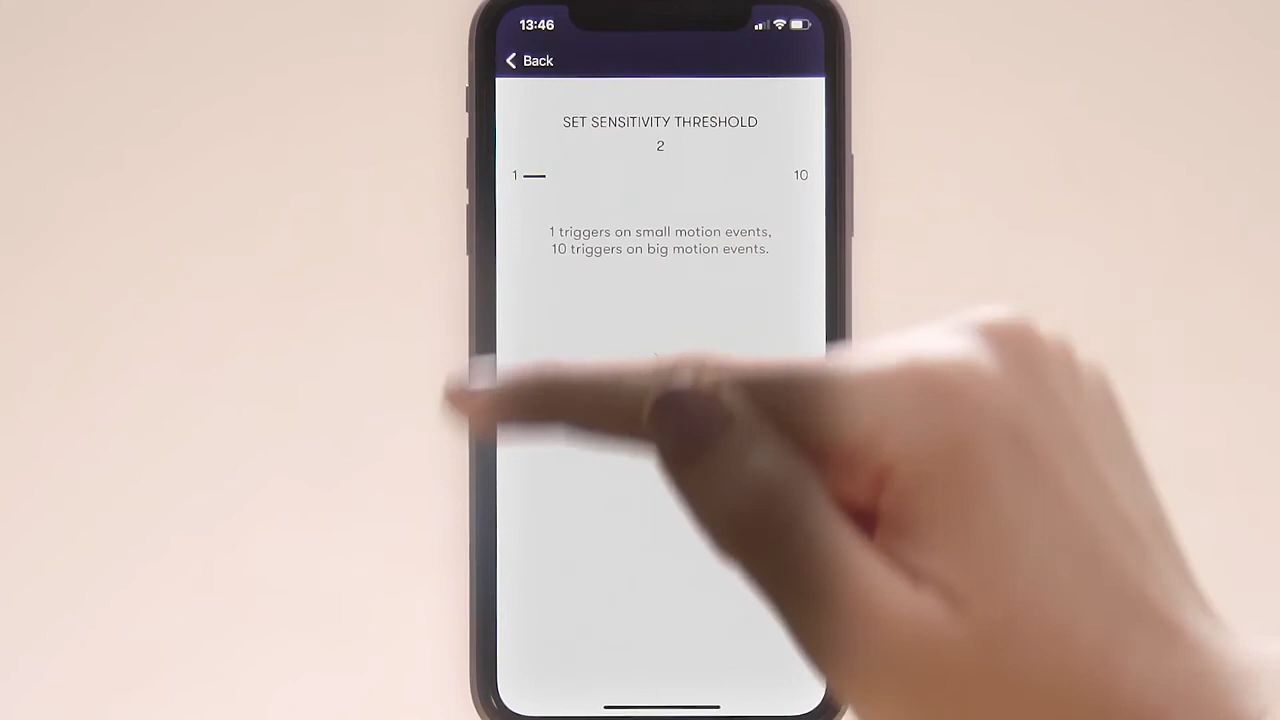 13:46
Back
SET SENSITIVITY THRESHOLD
2
1 10
1 triggers on small motion events,
10 triggers on big motion events.